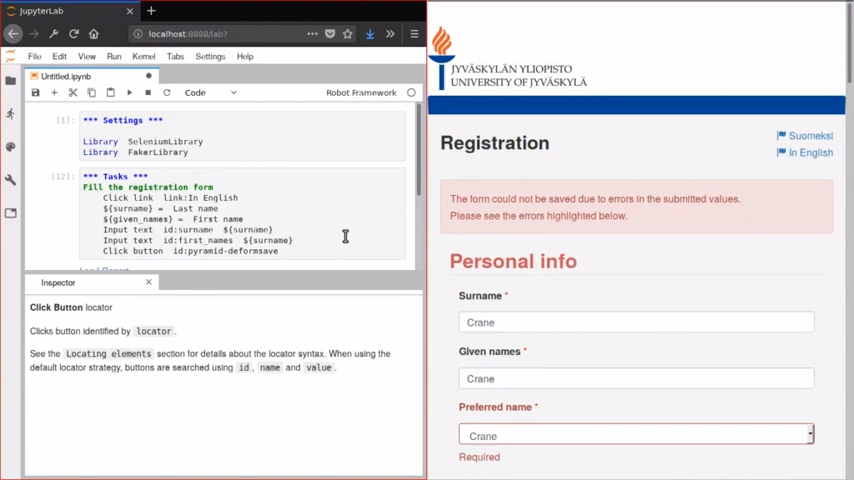 JupyterLab
localhost:8888/lab?
File Edit View Run Kernel Tabs Settings Help
Untitled.ipynb
Code
Robot Framework
[1]:
*** Settings ***
Library SeleniumLibrary
Library FakerLibrary
[12]:
*** Tasks ***
Fill the registration form
Click link link:In English
${surname} = Last name
${given_names} = First name
Input text id:surname ${surname}
Input text id:first_names ${surname}
Click button id:pyramid-deformsave
Log | Report
Inspector
Click Button locator
Clicks button identified by locator.
See the Locating elements section for details about the locator syntax. When using the
default locator strategy, buttons are searched using id, name and value.
JYVÄSKYLÄN YLIOPISTO
UNIVERSITY OF JYVÄSKYLÄ
Registration
Suomeksi
In English
The form could not be saved due to errors in the submitted values.
Please see the errors highlighted below.
Personal info
Surname *
Crane
Given names *
Crane
Preferred name *
Crane
Required